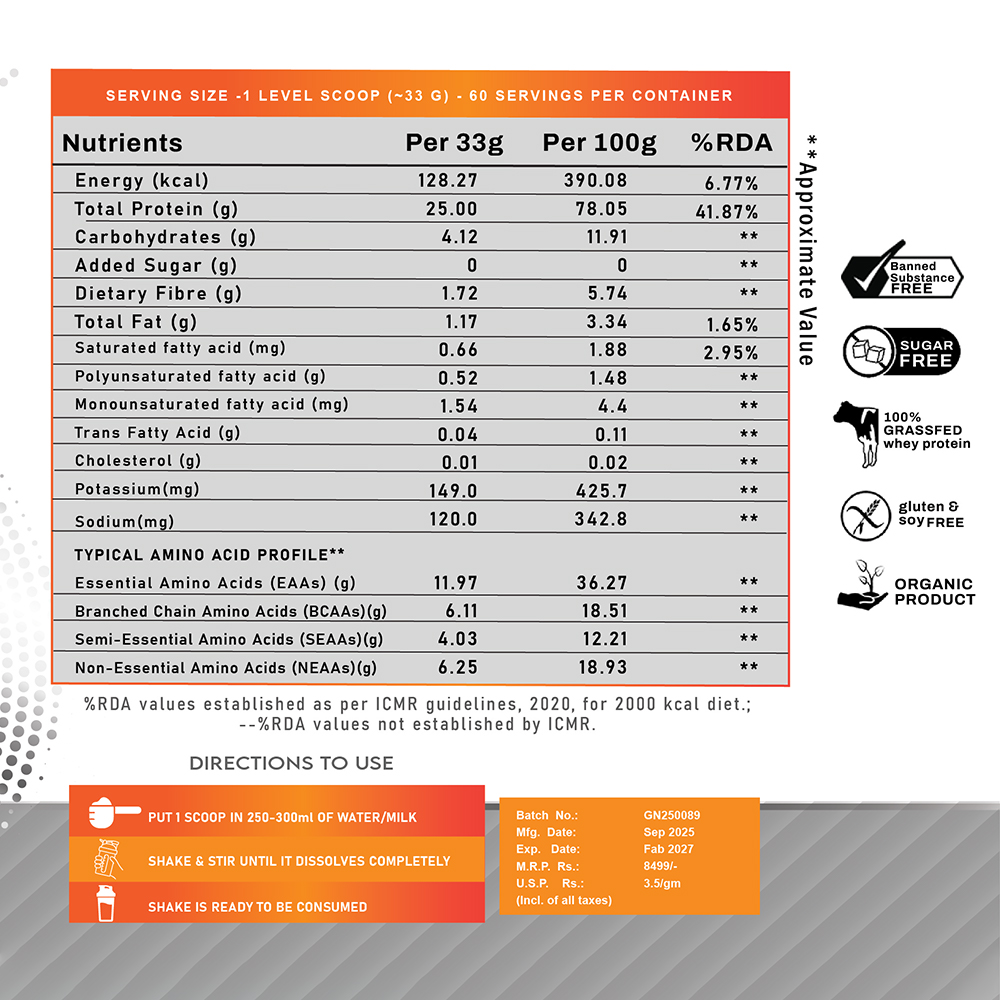 SERVING SIZE -1 LEVEL SCOOP (~33 G) - 60 SERVINGS PER CONTAINER
Nutrients Per 33g Per 100g %RDA
Energy (kcal) 128.27 390.08 6.77%
Total Protein (g) 25.00 78.05 41.87%
Carbohydrates (g) 4.12 11.91 **
Added Sugar (g) 0 0 **
Dietary Fibre (g) 1.72 5.74 **
Total Fat (g) 1.17 3.34 1.65%
Saturated fatty acid (mg) 0.66 1.88 2.95%
Polyunsaturated fatty acid (g) 0.52 1.48 **
Monounsaturated fatty acid (mg) 1.54 4.4 **
Trans Fatty Acid (g) 0.04 0.11 **
Cholesterol (g) 0.01 0.02 **
Potassium(mg) 149.0 425.7 **
Sodium(mg) 120.0 342.8 **
TYPICAL AMINO ACID PROFILE**
Essential Amino Acids (EAAs) (g) 11.97 36.27 **
Branched Chain Amino Acids (BCAAs)(g) 6.11 18.51 **
Semi-Essential Amino Acids (SEAAs)(g) 4.03 12.21 **
Non-Essential Amino Acids (NEAAs)(g) 6.25 18.93 **
**Approximate Value
Banned
Substance
FREE
SUGAR
FREE
100%
GRASSFED
whey protein
gluten &
soy FREE
ORGANIC
PRODUCT
%RDA values established as per ICMR guidelines, 2020, for 2000 kcal diet.;
--%RDA values not established by ICMR.
DIRECTIONS TO USE
PUT 1 SCOOP IN 250-300ml OF WATER/MILK
SHAKE & STIR UNTIL IT DISSOLVES COMPLETELY
SHAKE IS READY TO BE CONSUMED
Batch No.: GN250089
Mfg. Date: Sep 2025
Exp. Date: Fab 2027
M.R.P. Rs.: 8499/-
U.S.P. Rs.: 3.5/gm
(Incl. of all taxes)